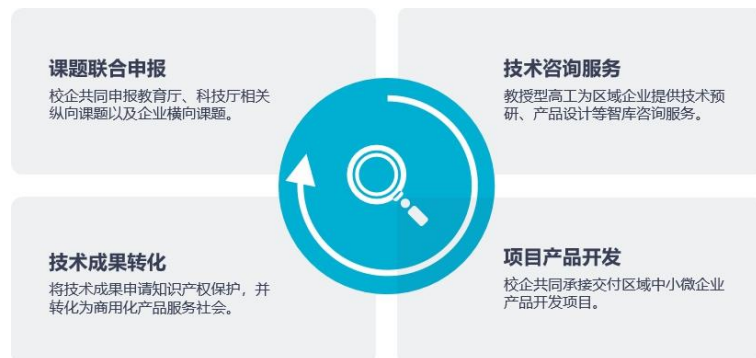 课题联合申报
校企共同申报教育厅、科技厅相关
纵向课题以及企业横向课题。
技术咨询服务
教授型高工为区域企业提供技术预
研、产品设计等智库咨询服务。
技术成果转化
将技术成果申请知识产权保护，并
转化为商用化产品服务社会。
项目产品开发
校企共同承接交付区域中小微企业
产品开发项目。